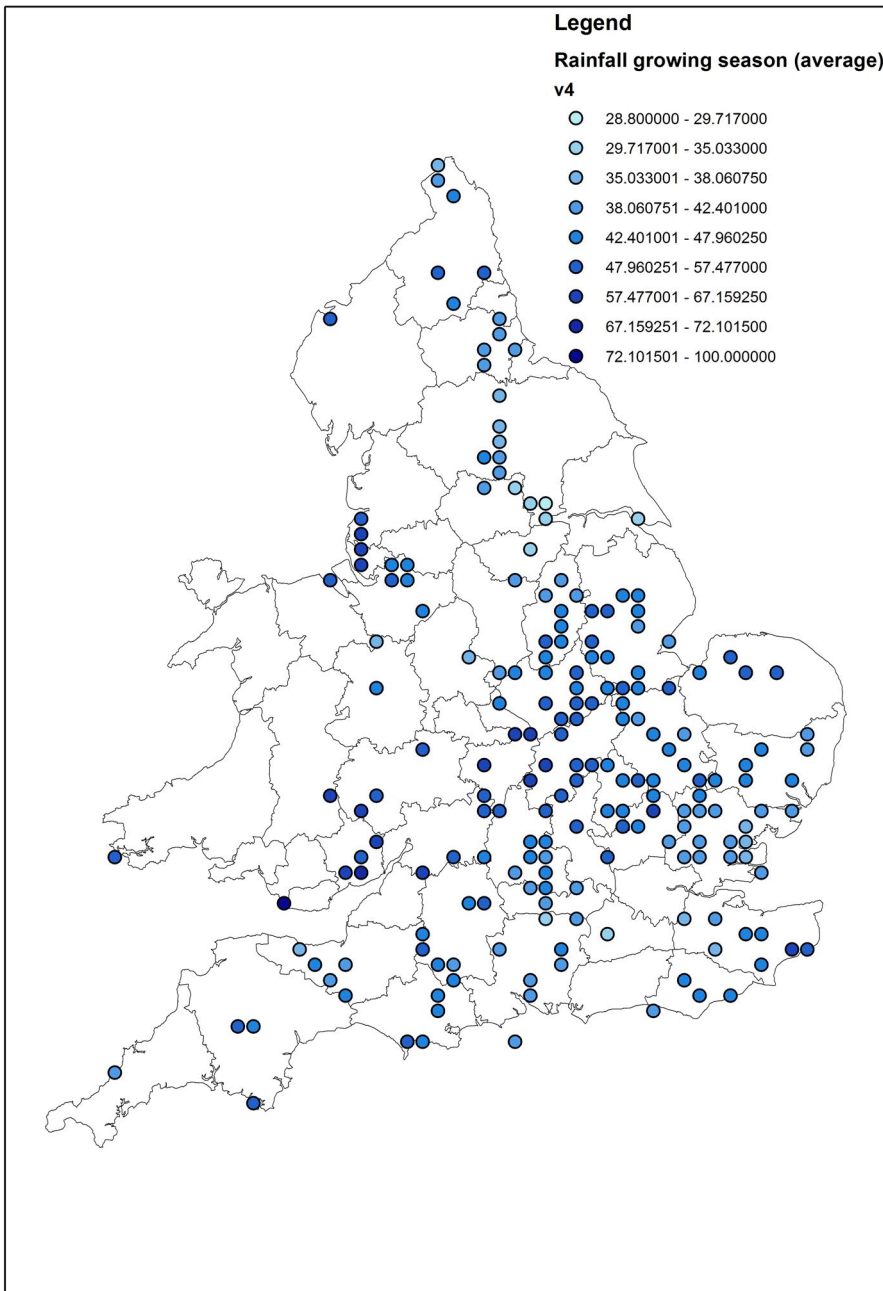 Legend
Rainfall growing season (average)
v4
28.800000 - 29.717000
29.717001 - 35.033000
35.033001 - 38.060750
38.060751 - 42.401000
42.401001 - 47.960250
47.960251 - 57.477000
57.477001 - 67.159250
67.159251 - 72.101500
72.101501 - 100.000000